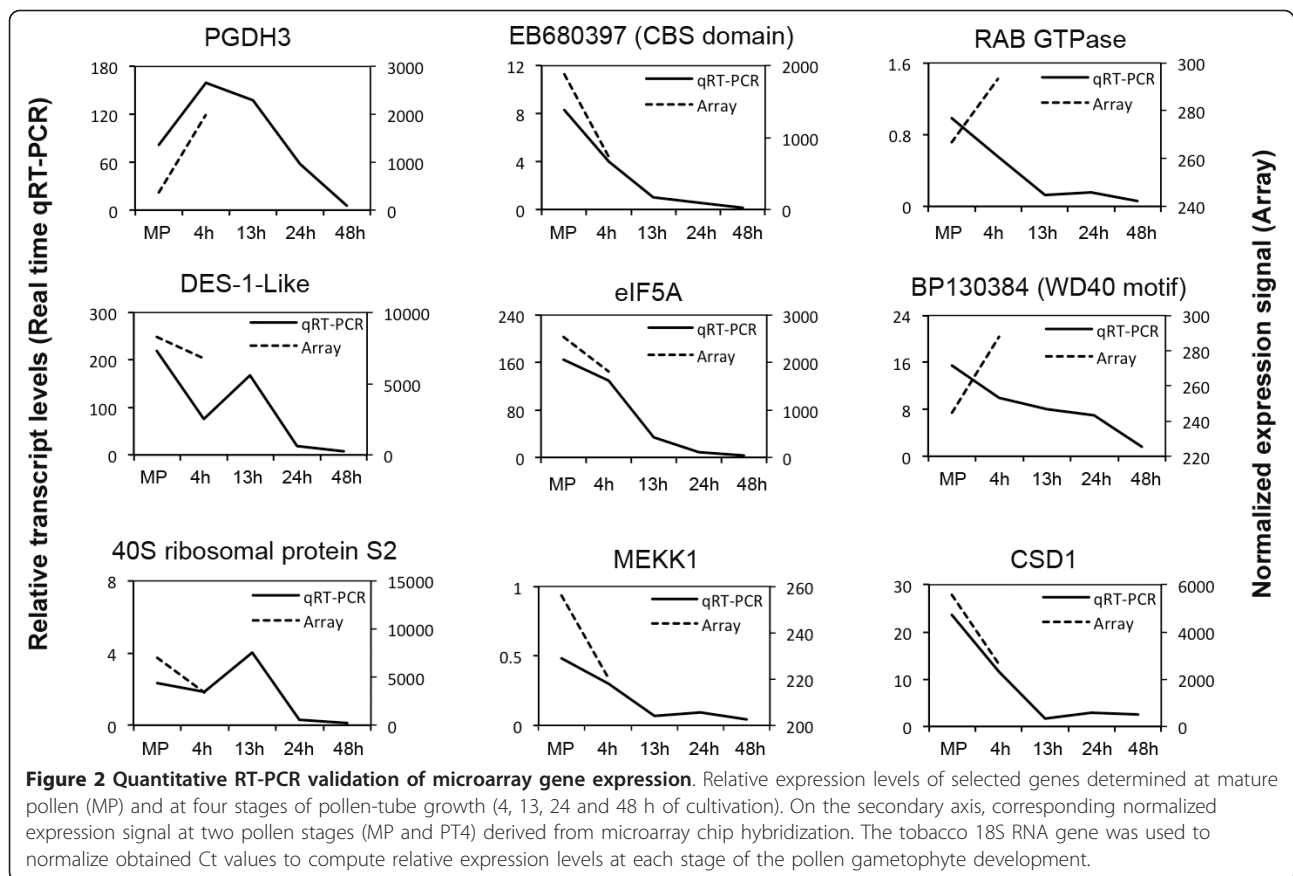 Relative transcript levels (Real time qRT-PCR)
Normalized expression signal (Array)
PGDH3
180
120
60
0
3000
2000
1000
0
MP 4h 13h 24h 48h
EB680397 (CBS domain)
12
8
4
0
qRT-PCR
Array
2000
1000
0
MP 4h 13h 24h 48h
RAB GTPase
1.6
0.8
0
qRT-PCR
Array
300
280
260
240
MP 4h 13h 24h 48h
DES-1-Like
300
200
100
0
qRT-PCR
Array
10000
5000
0
MP 4h 13h 24h 48h
eIF5A
240
160
80
0
qRT-PCR
Array
3000
2000
1000
0
MP 4h 13h 24h 48h
BP130384 (WD40 motif)
24
16
8
0
qRT-PCR
Array
300
280
260
240
220
MP 4h 13h 24h 48h
40S ribosomal protein S2
8
4
0
qRT-PCR
Array
15000
10000
5000
0
MP 4h 13h 24h 48h
MEKK1
1
0.5
0
qRT-PCR
Array
260
240
220
200
MP 4h 13h 24h 48h
CSD1
30
20
10
0
qRT-PCR
Array
6000
4000
2000
0
MP 4h 13h 24h 48h
Figure 2 Quantitative RT-PCR validation of microarray gene expression. Relative expression levels of selected genes determined at mature
pollen (MP) and at four stages of pollen-tube growth (4, 13, 24 and 48 h of cultivation). On the secondary axis, corresponding normalized
expression signal at two pollen stages (MP and PT4) derived from microarray chip hybridization. The tobacco 18S RNA gene was used to
normalize obtained Ct values to compute relative expression levels at each stage of the pollen gametophyte development.